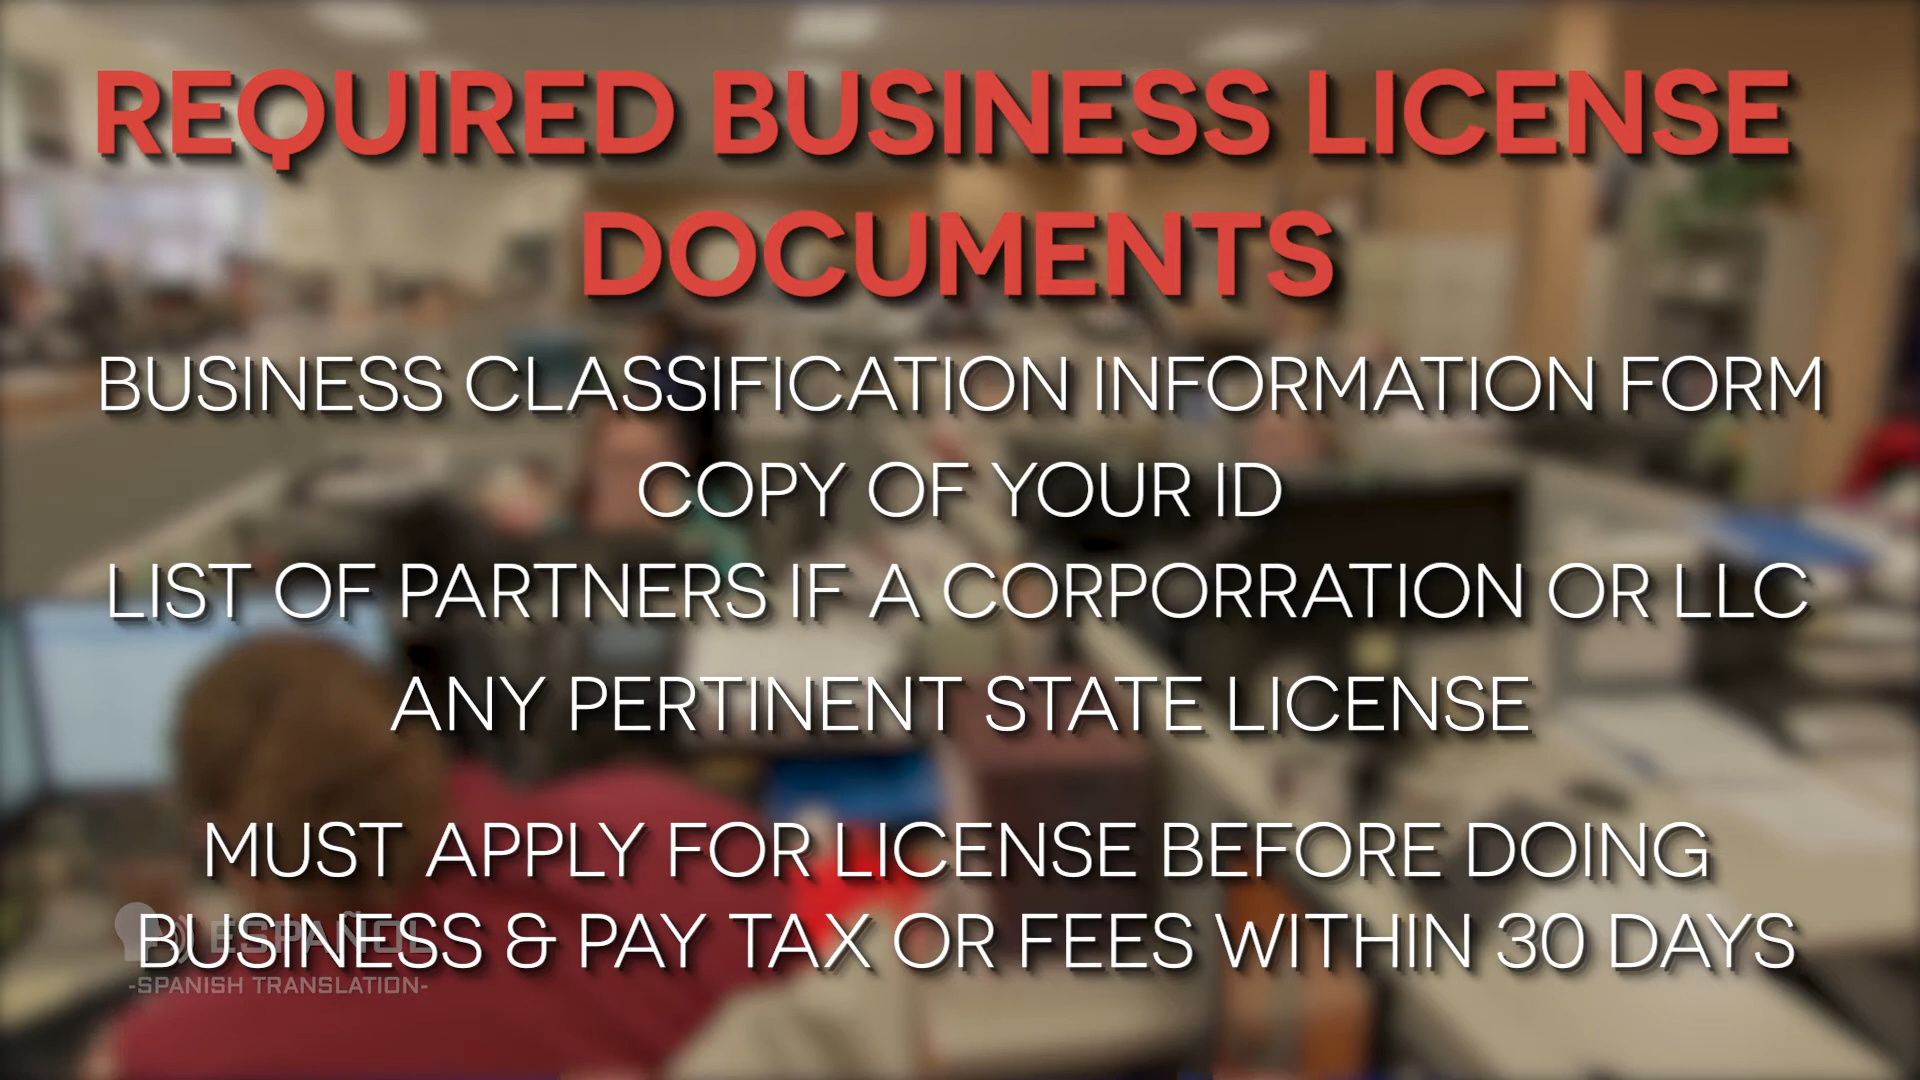 REQUIRED BUSINESS LICENSE
DOCUMENTS
BUSINESS CLASSIFICATION INFORMATION FORM
COPY OF YOUR ID
LIST OF PARTNERS IF A CORPORRATION OR LLC
ANY PERTINENT STATE LICENSE
MUST APPLY FOR LICENSE BEFORE DOING
BUSINESS & PAY TAX OR FEES WITHIN 30 DAYS
ESPAÑOL
-SPANISH TRANSLATION-